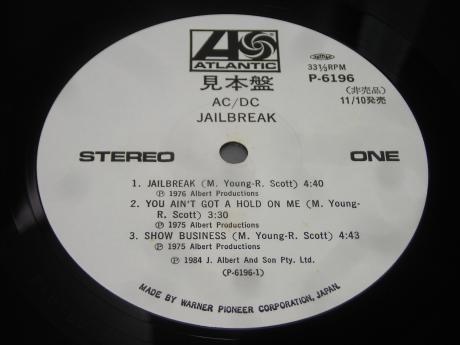 ATLANTIC
見本盤
33⅓RPM
P-6196
(非売品)
11/10発売
AC/DC
JAILBREAK
STEREO ONE
1. JAILBREAK (M. Young-R. Scott) 4:40
Ⓟ 1976 Albert Productions
2. YOU AIN'T GOT A HOLD ON ME (M. Young-
R. Scott) 3:30
Ⓟ 1975 Albert Productions
3. SHOW BUSINESS (M. Young-R. Scott) 4:43
Ⓟ 1975 Albert Productions
Ⓟ 1984 J. Albert And Son Pty. Ltd.
(P-6196-1)
MADE BY WARNER PIONEER CORPORATION, JAPAN.